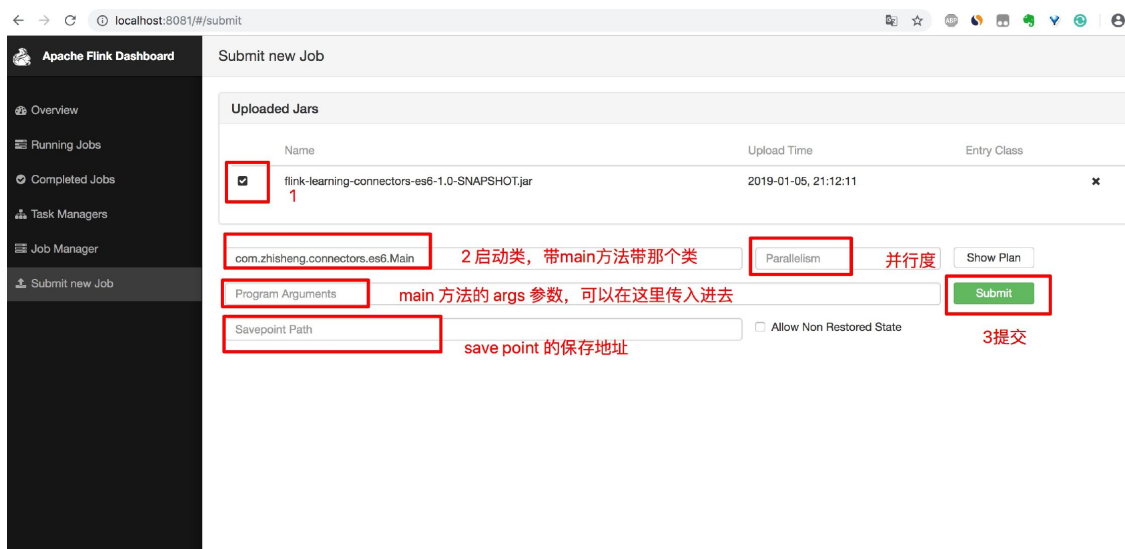 localhost:8081/#/submit
Apache Flink Dashboard
Submit new Job
Overview
Uploaded Jars
Running Jobs
Name Upload Time Entry Class
Completed Jobs
flink-learning-connectors-es6-1.0-SNAPSHOT.jar 2019-01-05, 21:12:11
1
Task Managers
Job Manager
com.zhisheng.connectors.es6.Main 2 启动类，带main方法带那个类 Parallelism 并行度 Show Plan
Submit new Job
Program Arguments main 方法的 args 参数，可以在这里传入进去 Submit
Savepoint Path Allow Non Restored State
save point 的保存地址 3提交